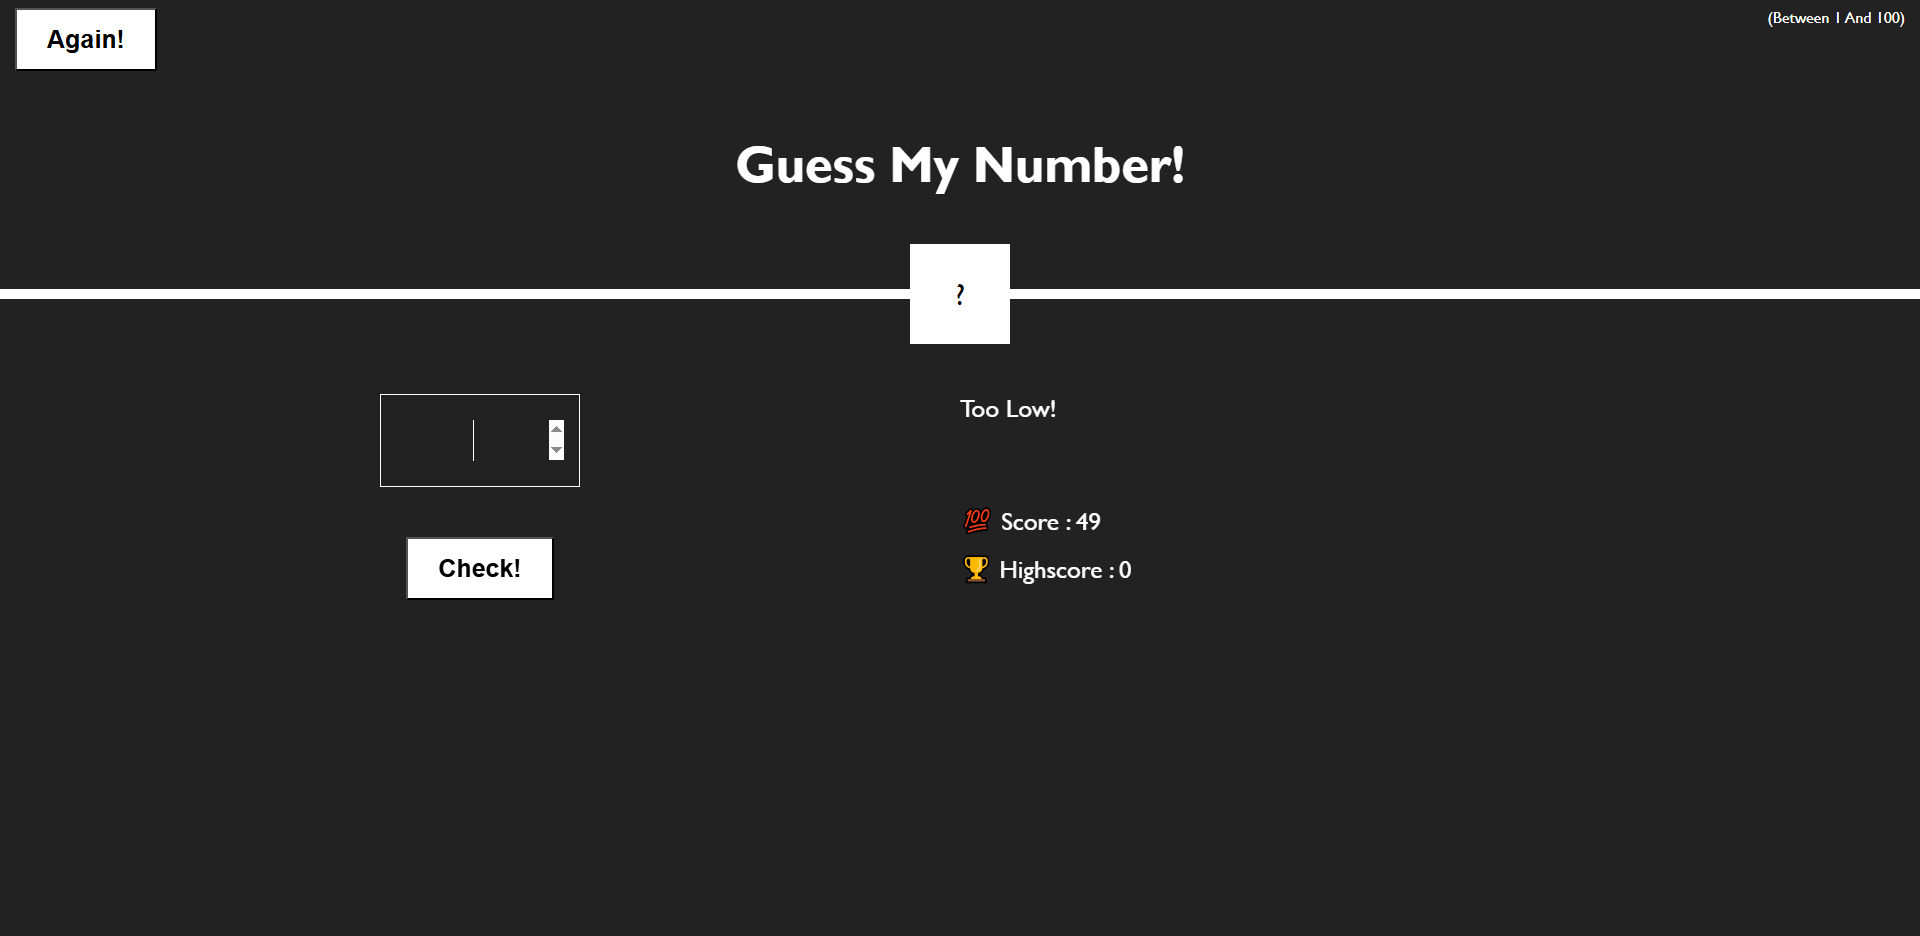 Again!
(Between 1 And 100)
Guess My Number!
?
Too Low!
💯 Score : 49
🏆 Highscore : 0
Check!